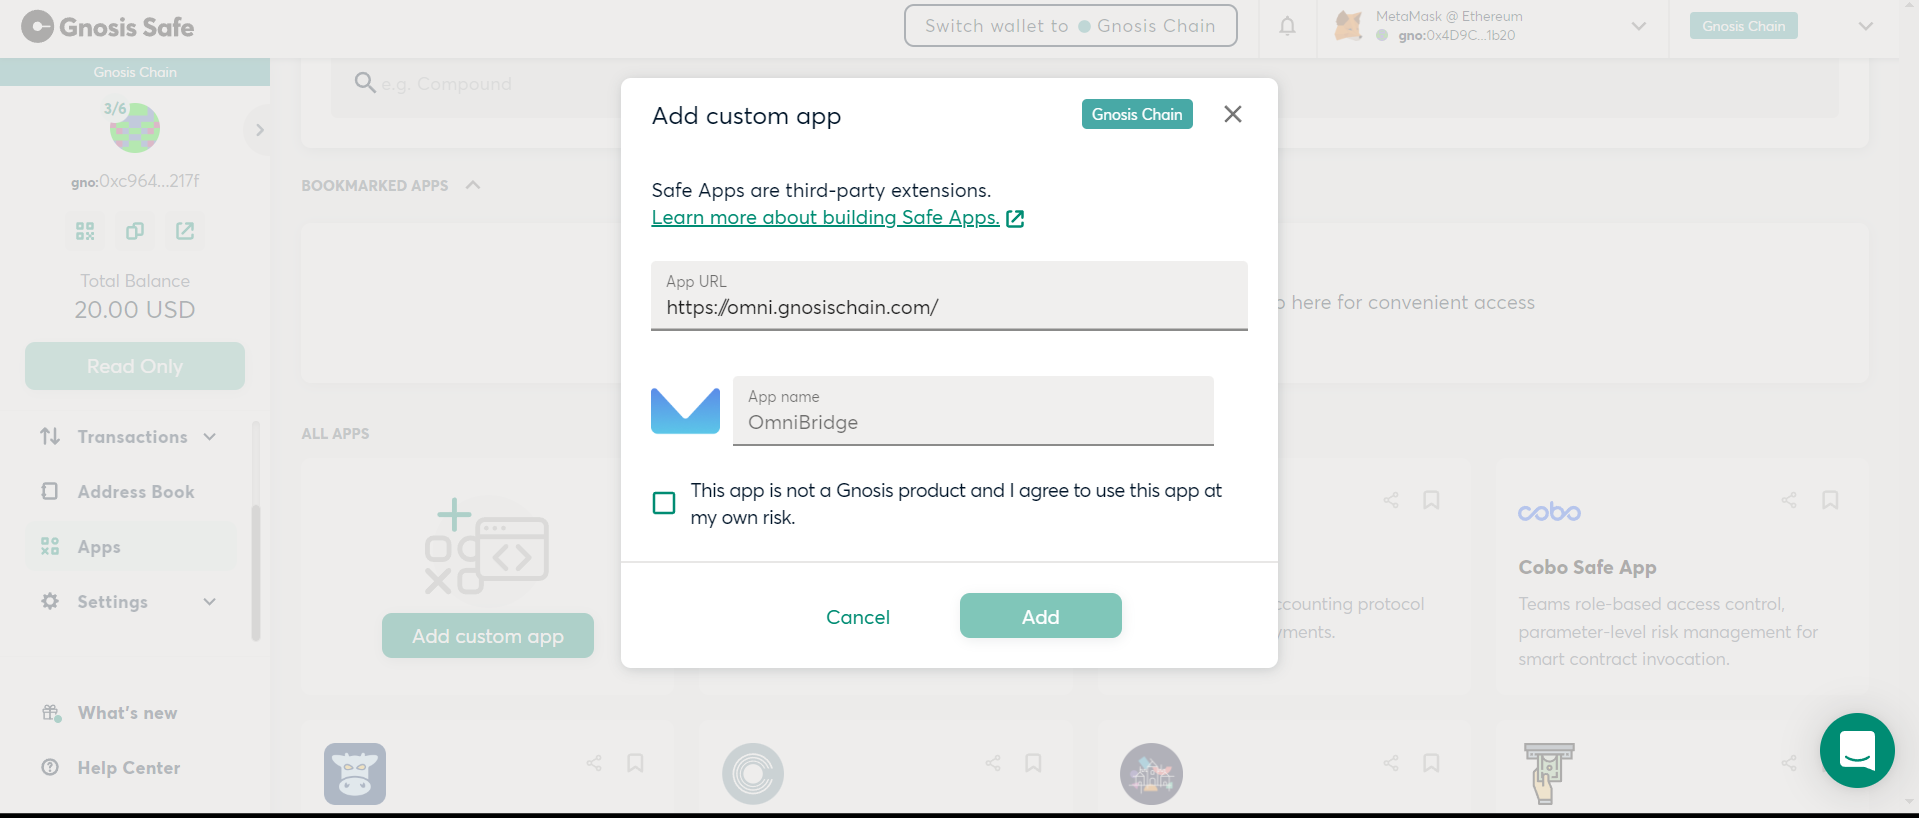 Gnosis Safe
Switch wallet to Gnosis Chain
MetaMask @ Ethereum
gno:0x4D9C...1b20
Gnosis Chain
Gnosis Chain
3/6
gno:0xc964...217f
Total Balance
20.00 USD
Read Only
Transactions
Address Book
Apps
Settings
What's new
Help Center
e.g. Compound
BOOKMARKED APPS
here for convenient access
ALL APPS
Add custom app
ccounting protocol
yments.
cobo
Cobo Safe App
Teams role-based access control,
parameter-level risk management for
smart contract invocation.
Add custom app
Gnosis Chain
Safe Apps are third-party extensions.
Learn more about building Safe Apps.
App URL
https://omni.gnosischain.com/
App name
OmniBridge
This app is not a Gnosis product and I agree to use this app at
my own risk.
Cancel
Add